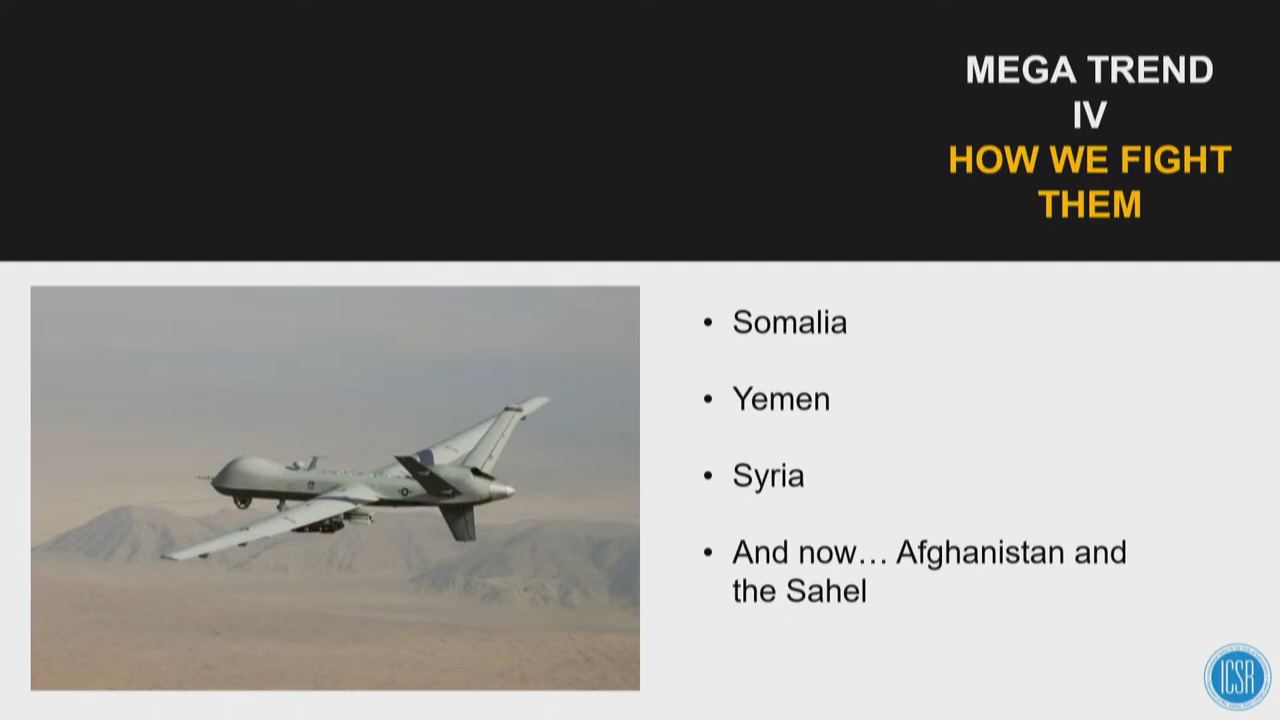 MEGA TREND
IV
HOW WE FIGHT
THEM
• Somalia
• Yemen
• Syria
• And now… Afghanistan and
the Sahel
ICSR